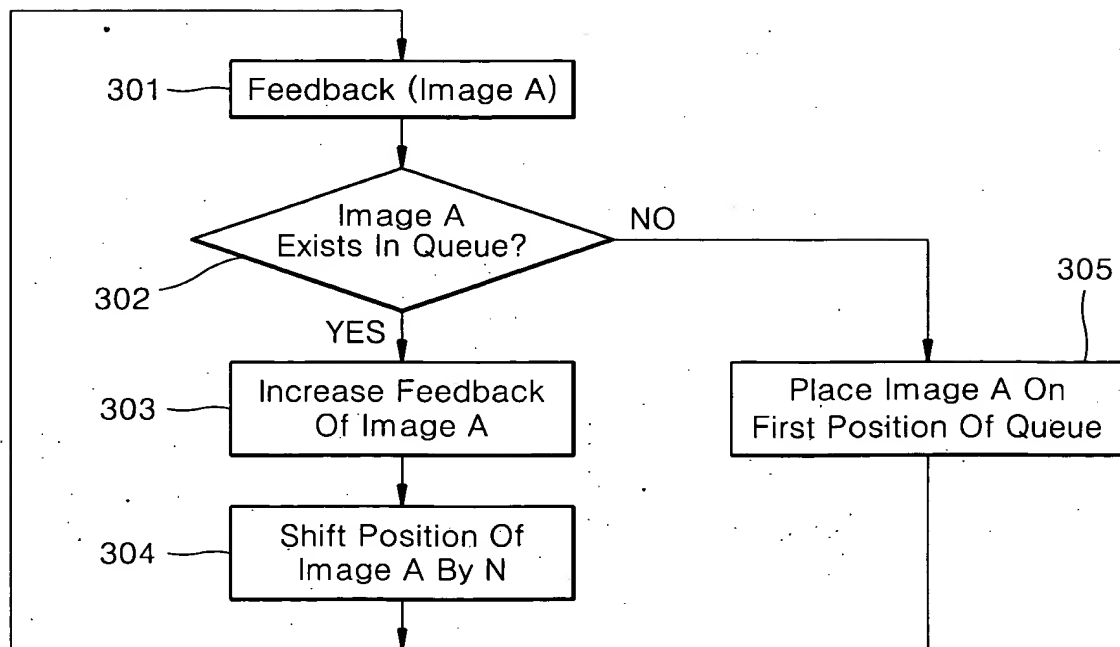 301
Feedback (Image A)
Image A
Exists In Queue?
302
NO
YES
305
303
Increase Feedback
Of Image A
Place Image A On
First Position Of Queue
304
Shift Position Of
Image A By N